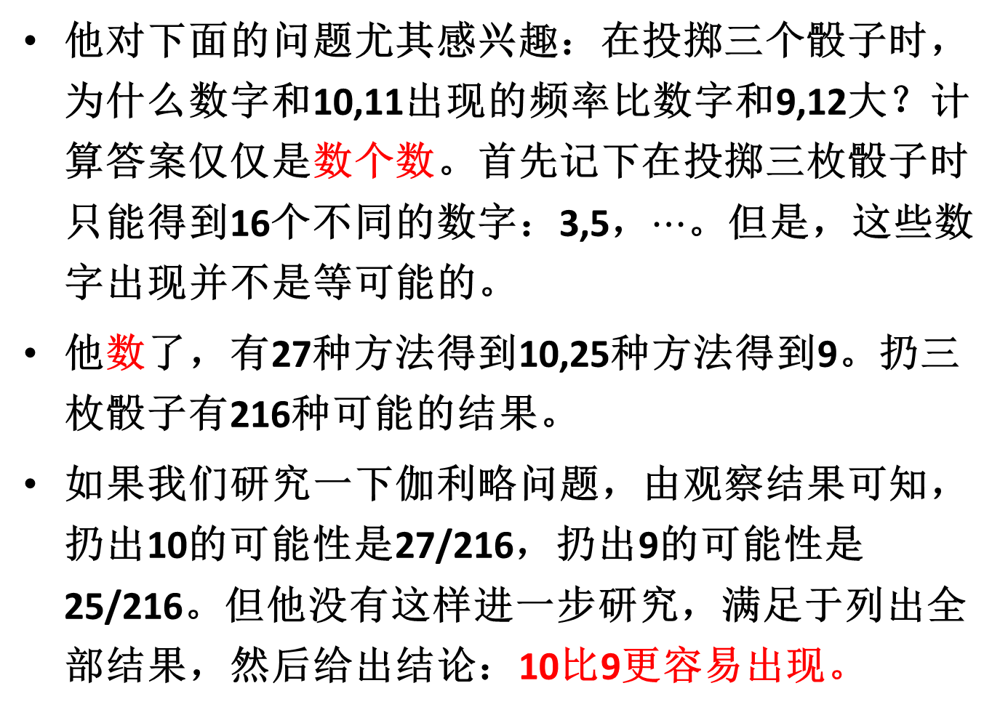 • 他对下面的问题尤其感兴趣：在投掷三个骰子时，
为什么数字和10,11出现的频率比数字和9,12大？计
算答案仅仅是数个数。首先记下在投掷三枚骰子时
只能得到16个不同的数字：3,5，…。但是，这些数
字出现并不是等可能的。
• 他数了，有27种方法得到10,25种方法得到9。扔三
枚骰子有216种可能的结果。
• 如果我们研究一下伽利略问题，由观察结果可知，
扔出10的可能性是27/216，扔出9的可能性是
25/216。但他没有这样进一步研究，满足于列出全
部结果，然后给出结论：10比9更容易出现。